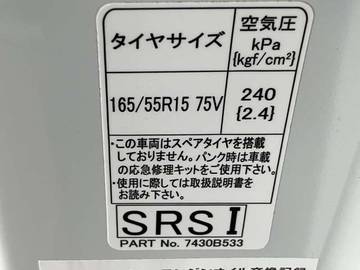 タイヤサイズ
空気圧
kPa
{kgf/cm²}
165/55R15 75V
240
{2.4}
・この車両はスペアタイヤを搭載
しておりません。パンク時は車載
の応急修理キットをご使用下さい。
・使用に際しては取扱説明書を
お読み下さい。
SRS I
PART No. 7430B533